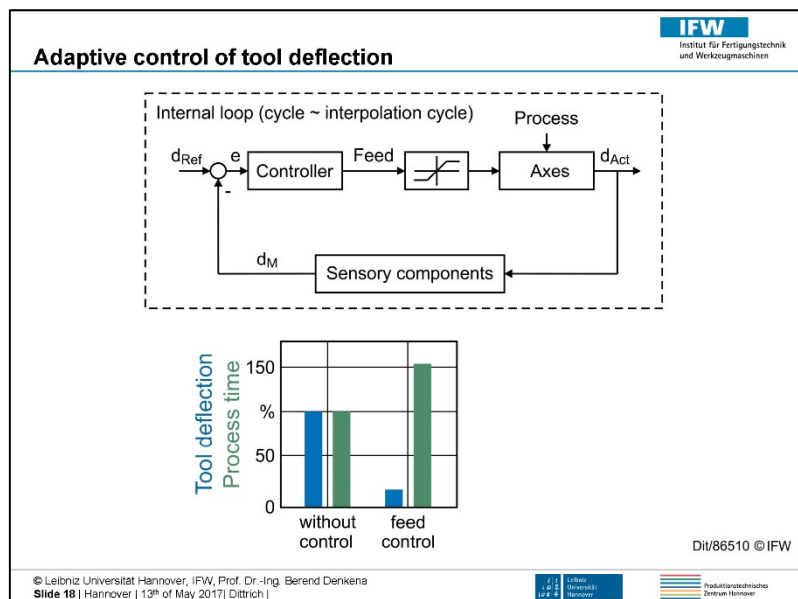 Adaptive control of tool deflection
IFW
Institut für Fertigungstechnik
und Werkzeugmaschinen
Internal loop (cycle ~ interpolation cycle)
Process
dRef
e
Controller
Feed
Axes
dAct
-
dM
Sensory components
Tool deflection
Process time
150
%
50
0
without
control
feed
control
Dit/86510 © IFW
© Leibniz Universität Hannover, IFW, Prof. Dr.-Ing. Berend Denkena
Slide 18 | Hannover | 13th of May 2017| Dittrich |
Leibniz
Universität
Hannover
Produktionstechnisches
Zentrum Hannover